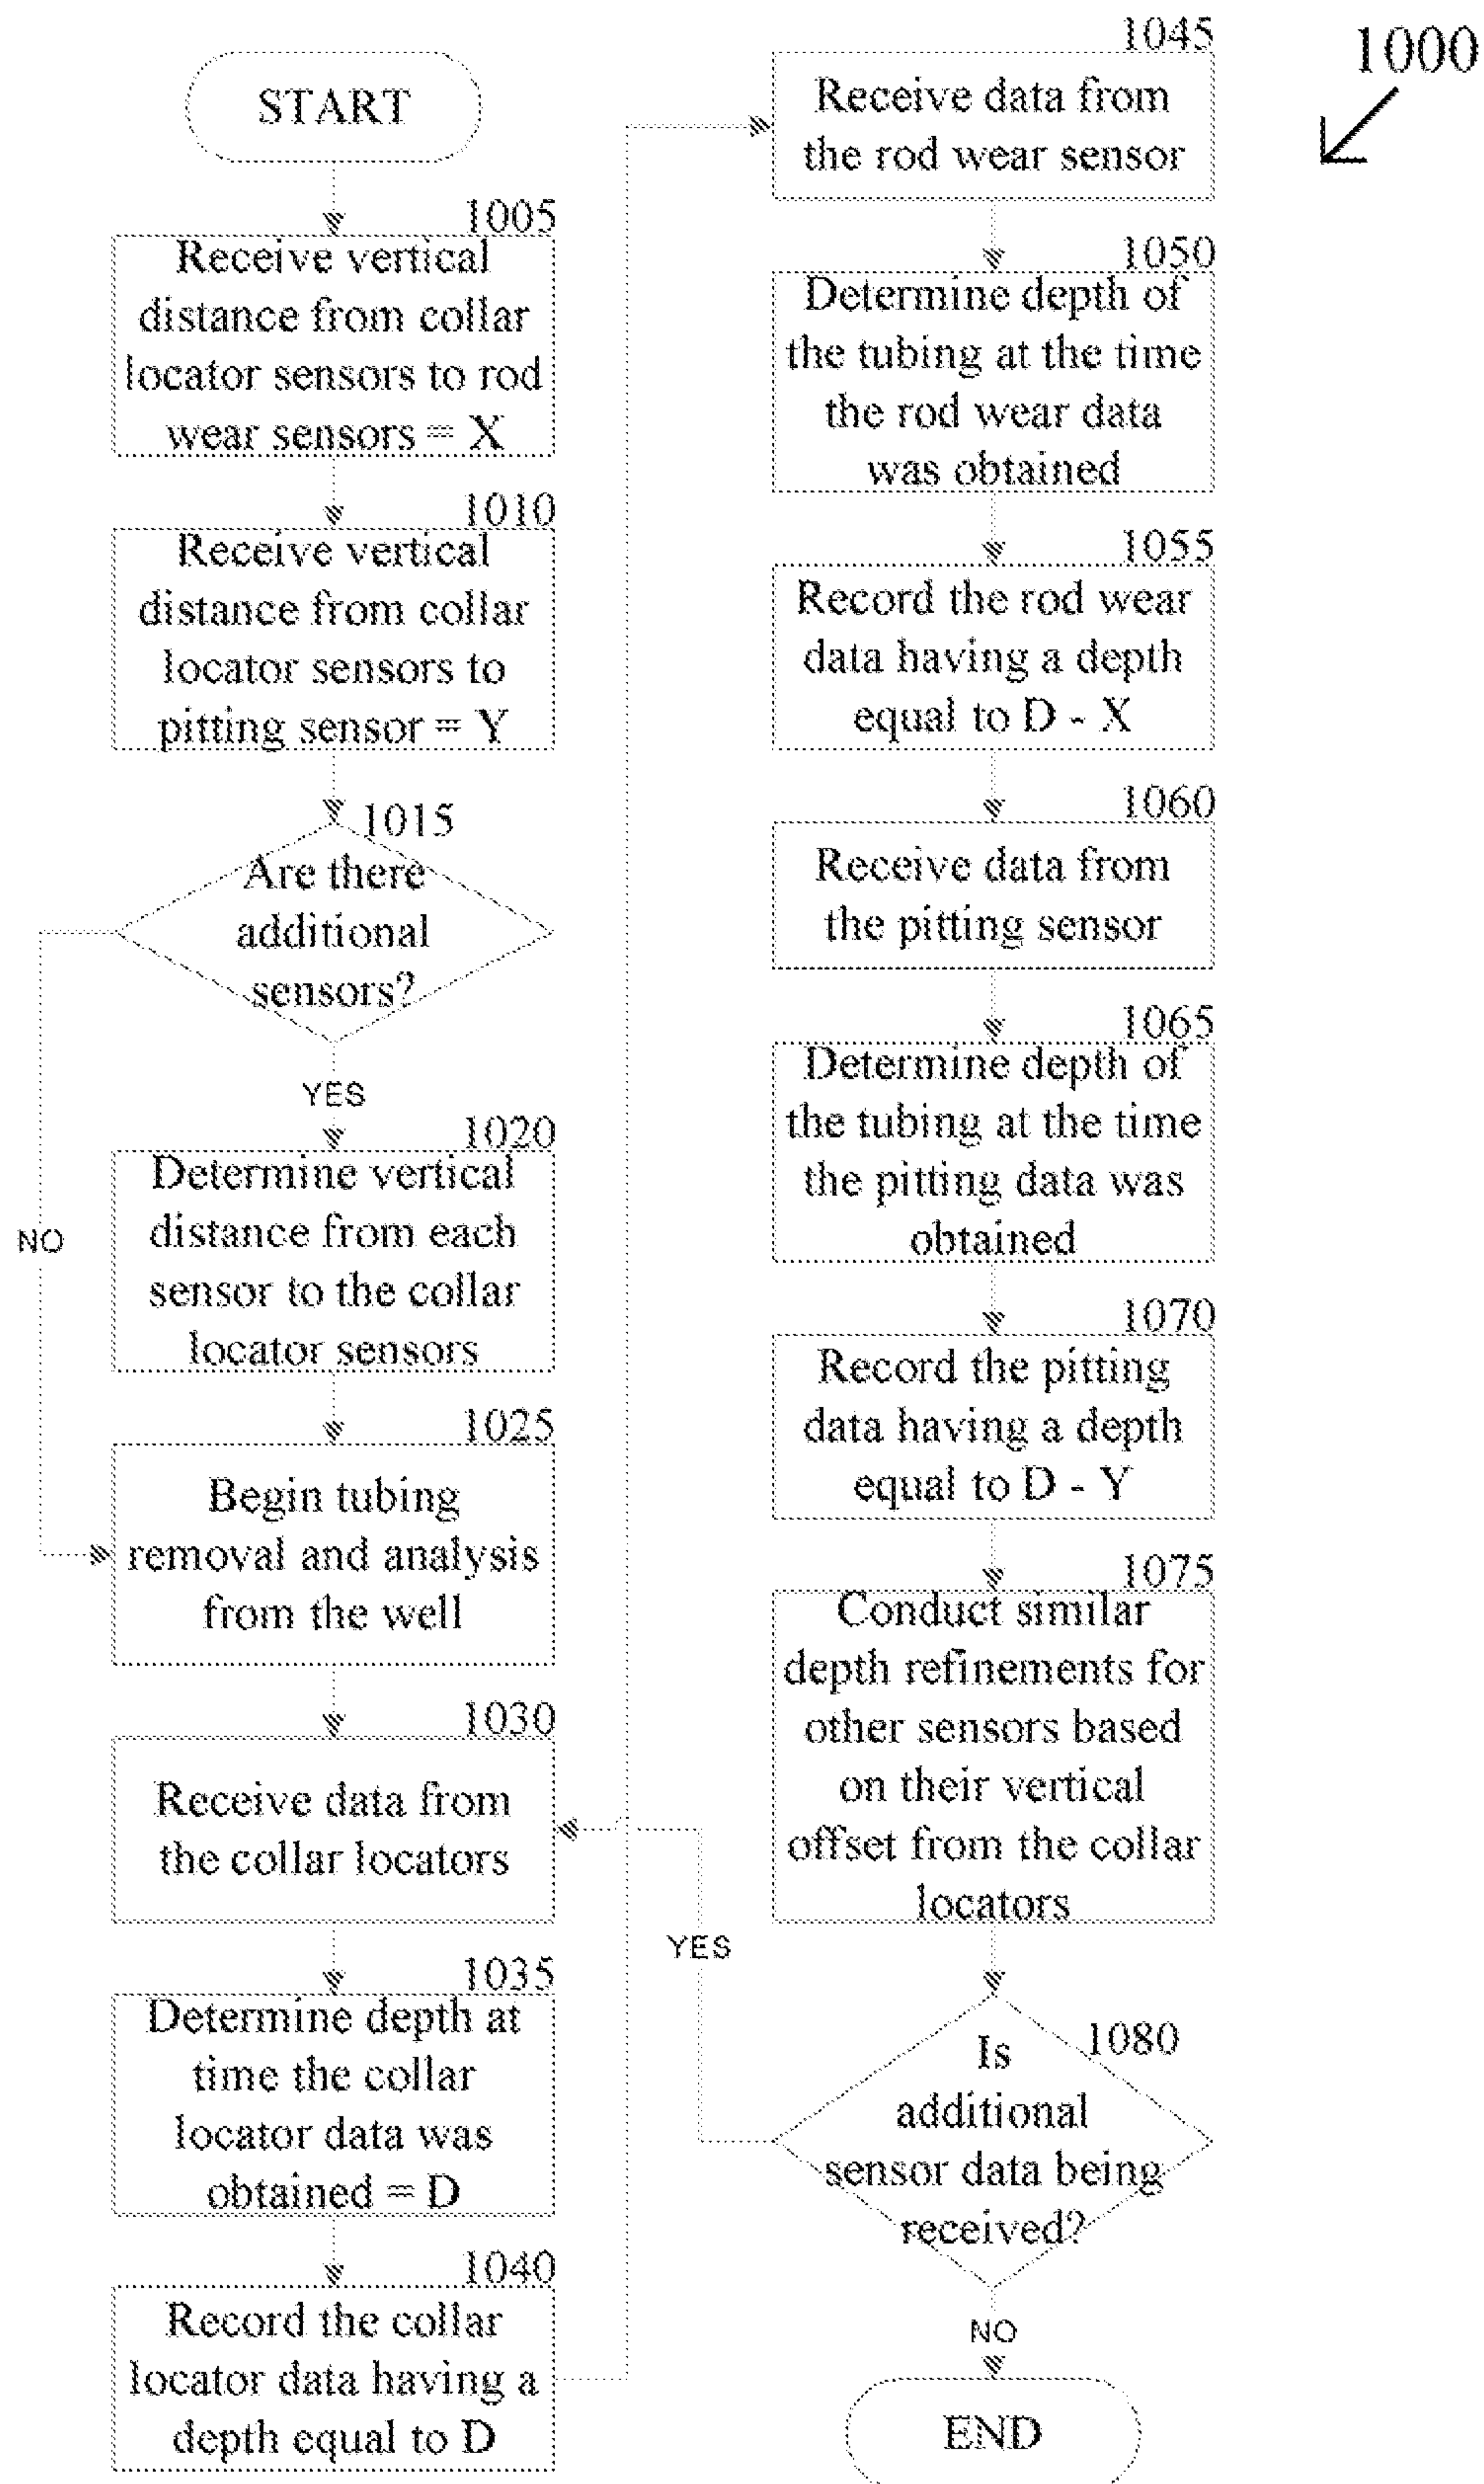 1000
START
1005
Receive vertical
distance from collar
locator sensors to rod
wear sensors = X
1010
Receive vertical
distance from collar
locator sensors to
pitting sensor = Y
1015
Are there
additional
sensors?
YES
NO
1020
Determine vertical
distance from each
sensor to the collar
locator sensors
1025
Begin tubing
removal and analysis
from the well
1030
Receive data from
the collar locators
1035
Determine depth at
time the collar
locator data was
obtained = D
1040
Record the collar
locator data having a
depth equal to D
1045
Receive data from
the rod wear sensor
1050
Determine depth of
the tubing at the time
the rod wear data
was obtained
1055
Record the rod wear
data having a depth
equal to D - X
1060
Receive data from
the pitting sensor
1065
Determine depth of
the tubing at the time
the pitting data was
obtained
1070
Record the pitting
data having a depth
equal to D - Y
1075
Conduct similar
depth refinements for
other sensors based
on their vertical
offset from the collar
locators
1080
Is
additional
sensor data being
received?
YES
NO
END